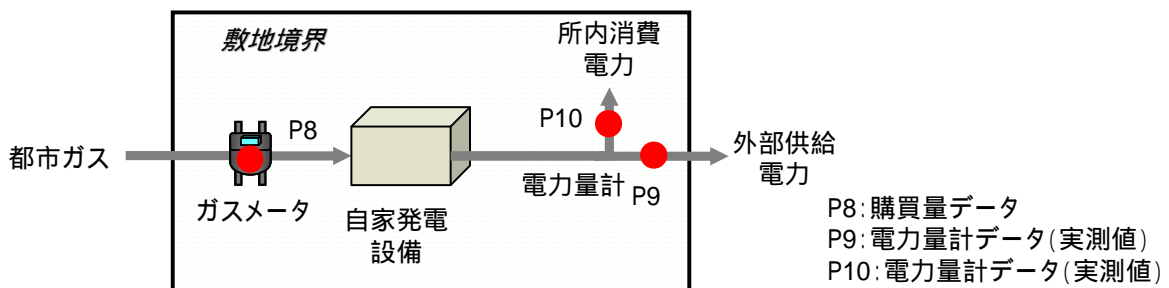 敷地境界
所内消費
電力
P10
P8
都市ガス
外部供給
電力
電力量計
P9
ガスメータ
自家発電
設備
P8:購買量データ
P9:電力量計データ(実測値)
P10:電力量計データ(実測値)